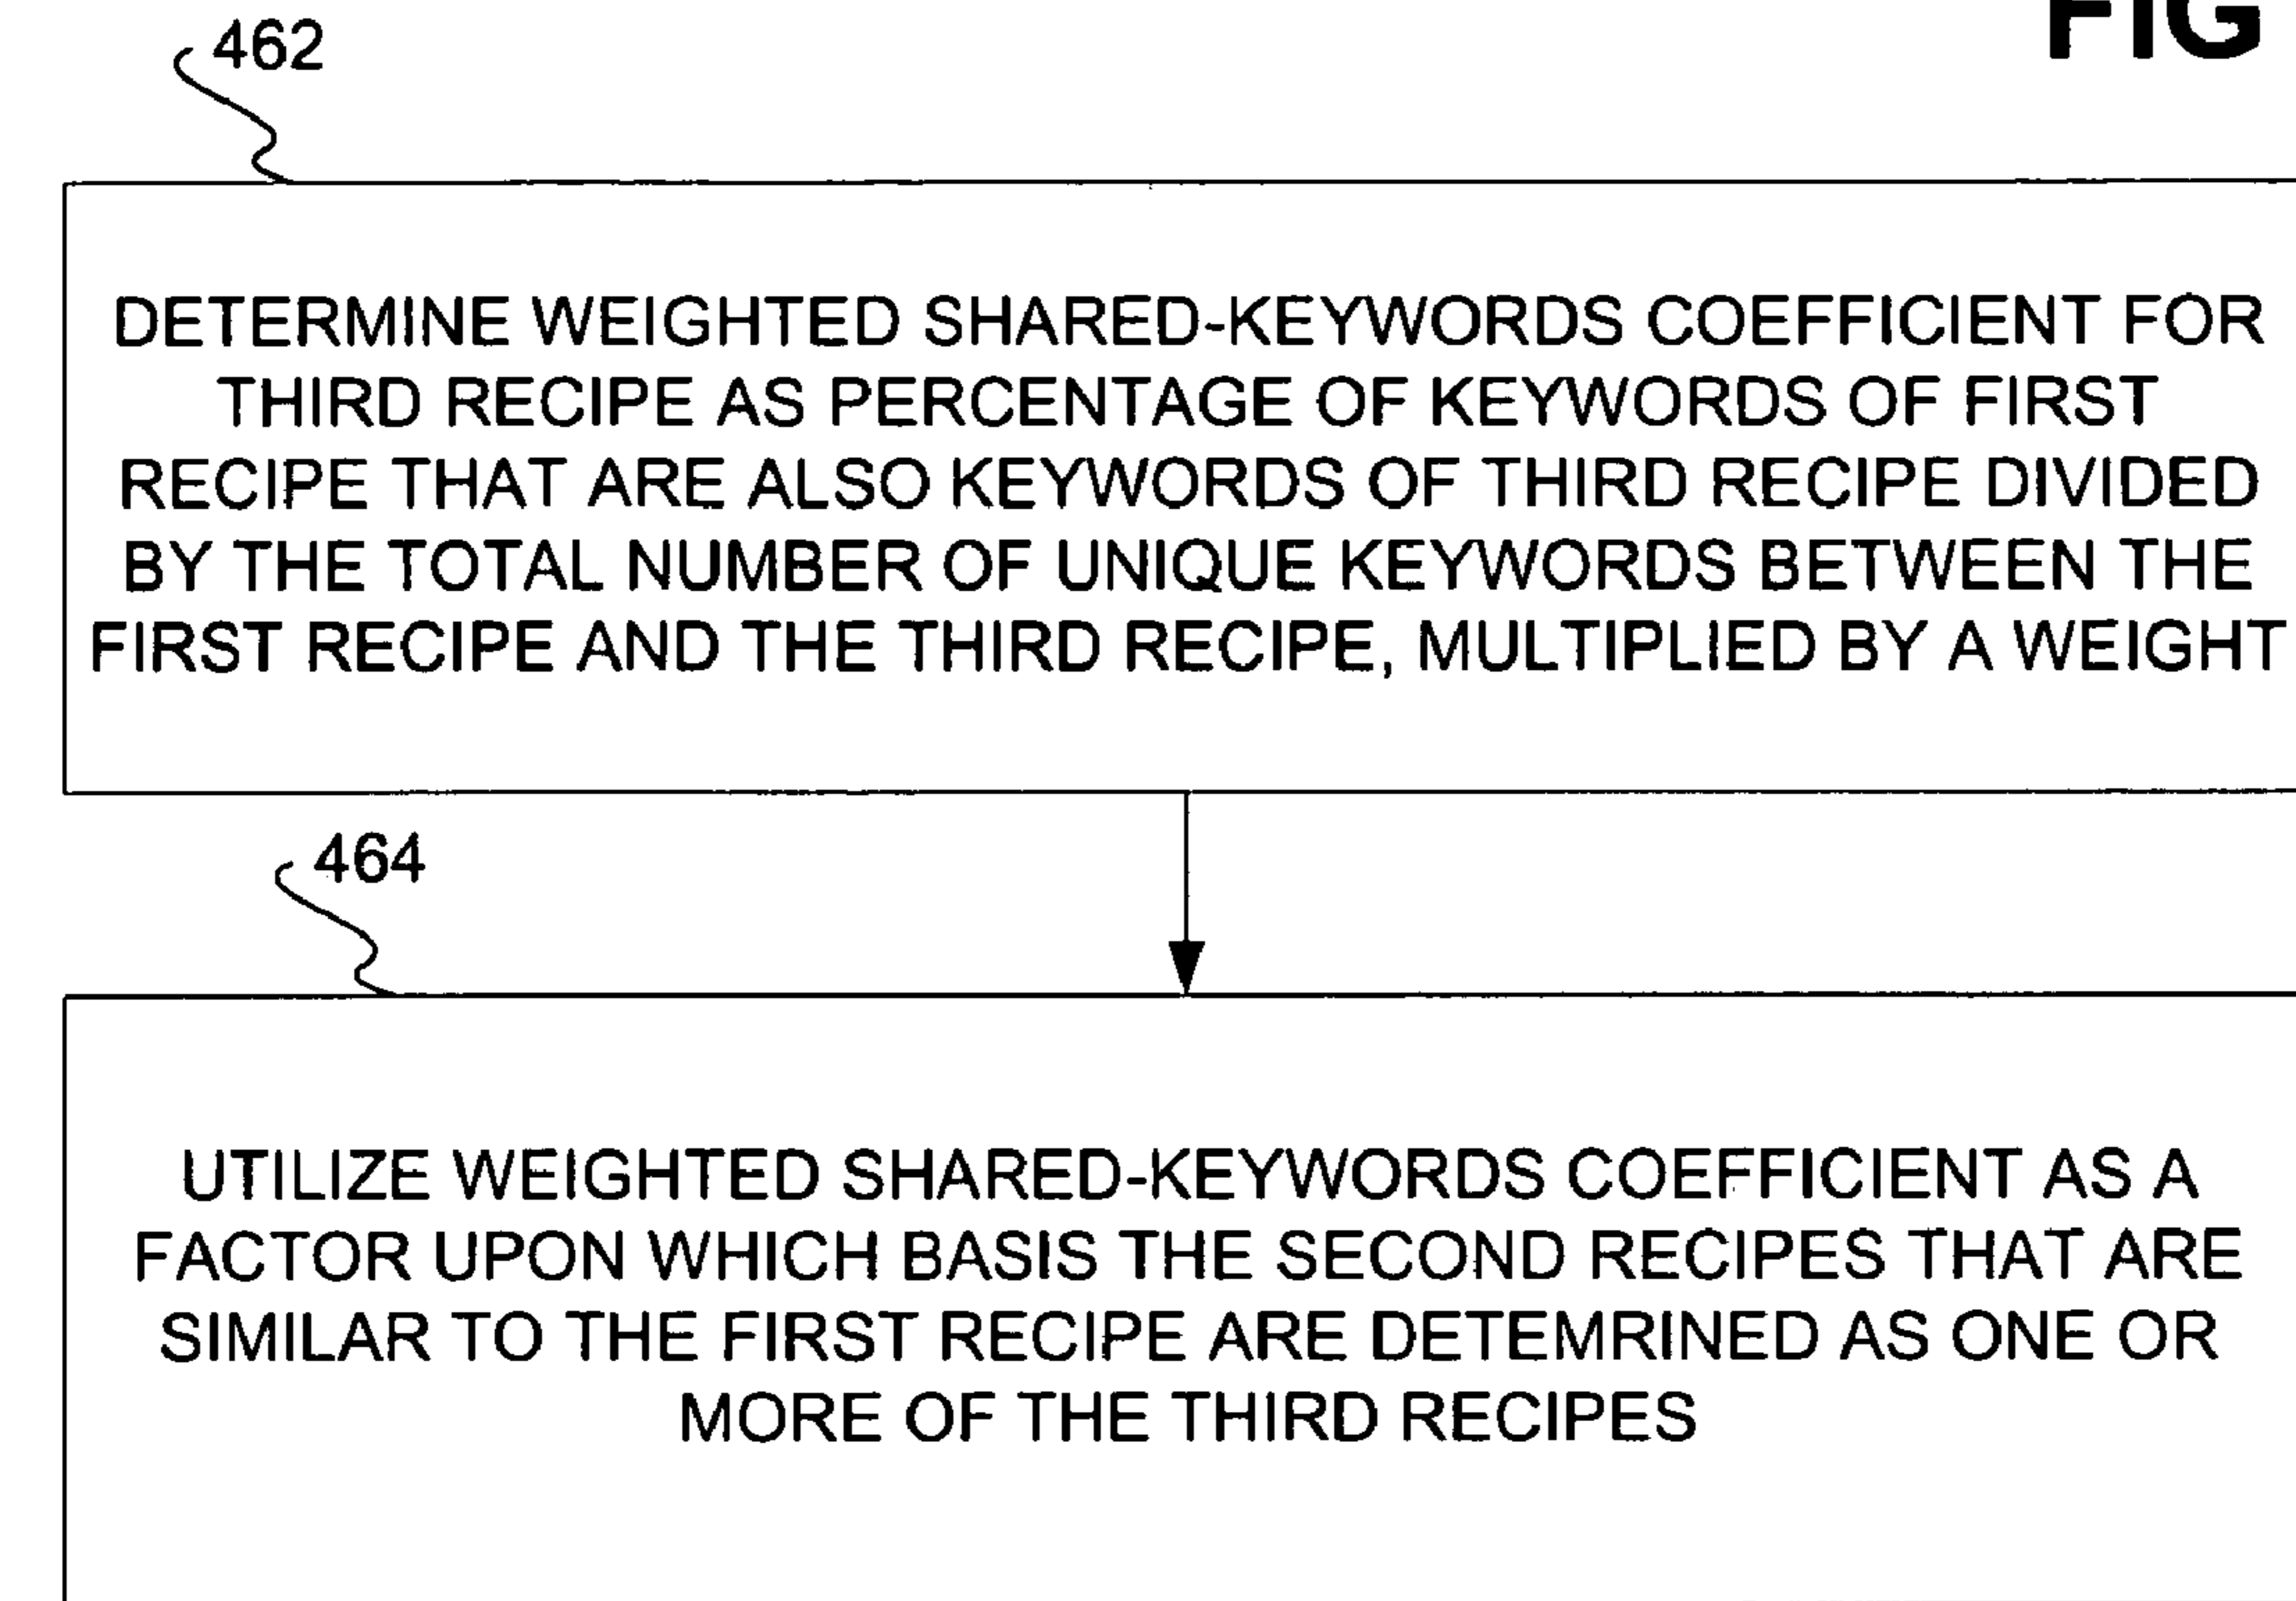 FIG
462
DETERMINE WEIGHTED SHARED-KEYWORDS COEFFICIENT FOR
THIRD RECIPE AS PERCENTAGE OF KEYWORDS OF FIRST
RECIPE THAT ARE ALSO KEYWORDS OF THIRD RECIPE DIVIDED
BY THE TOTAL NUMBER OF UNIQUE KEYWORDS BETWEEN THE
FIRST RECIPE AND THE THIRD RECIPE, MULTIPLIED BY A WEIGHT
464
UTILIZE WEIGHTED SHARED-KEYWORDS COEFFICIENT AS A
FACTOR UPON WHICH BASIS THE SECOND RECIPES THAT ARE
SIMILAR TO THE FIRST RECIPE ARE DETEMRINED AS ONE OR
MORE OF THE THIRD RECIPES